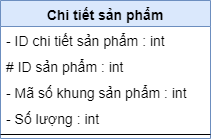 Chi tiết sản phẩm
- ID chi tiết sản phẩm : int
# ID sản phẩm : int
- Mã số khung sản phẩm : int
- Số lượng : int